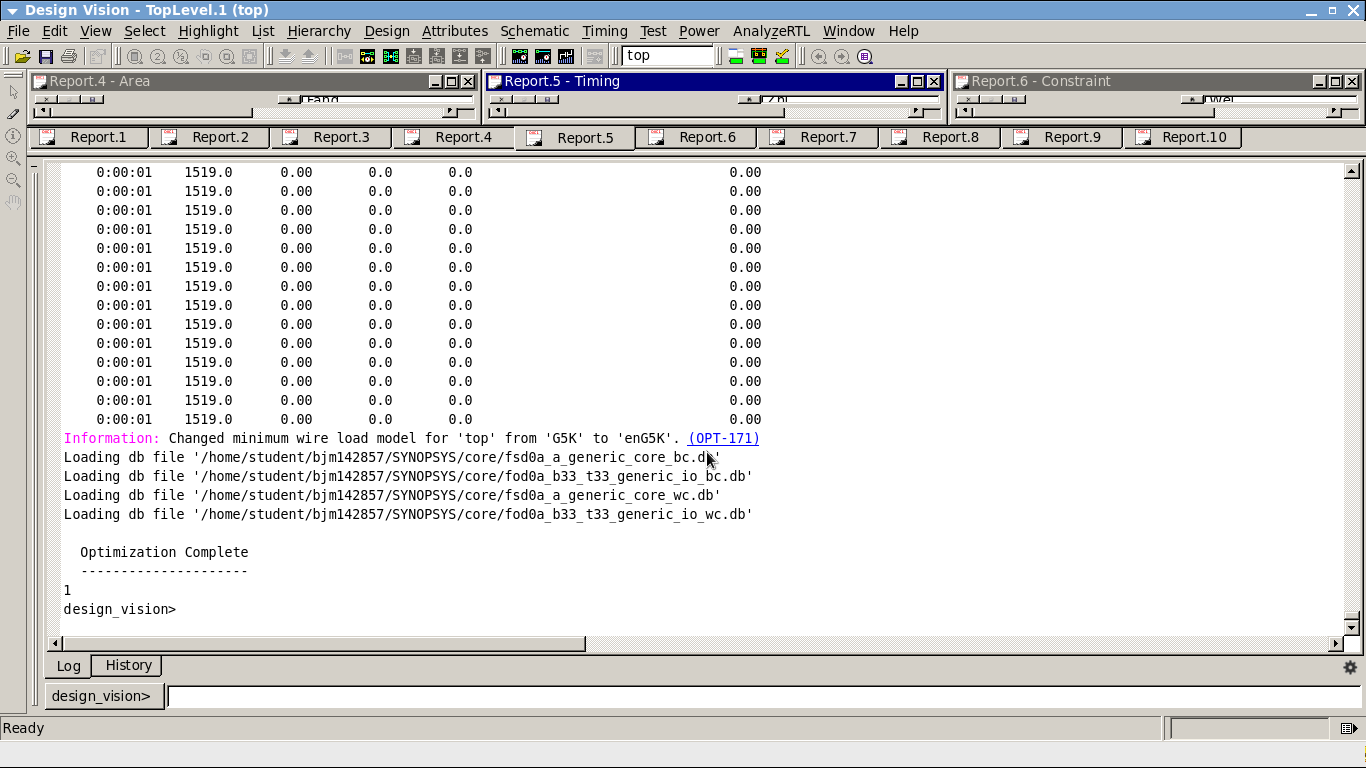 Design Vision - TopLevel.1 (top)
File Edit View Select Highlight List Hierarchy Design Attributes Schematic Timing Test Power AnalyzeRTL Window Help
top
Report.4 - Area Report.5 - Timing Report.6 - Constraint
Report.1 Report.2 Report.3 Report.4 Report.5 Report.6 Report.7 Report.8 Report.9 Report.10
0:00:01 1519.0 0.00 0.0 0.0 0.00
0:00:01 1519.0 0.00 0.0 0.0 0.00
0:00:01 1519.0 0.00 0.0 0.0 0.00
0:00:01 1519.0 0.00 0.0 0.0 0.00
0:00:01 1519.0 0.00 0.0 0.0 0.00
0:00:01 1519.0 0.00 0.0 0.0 0.00
0:00:01 1519.0 0.00 0.0 0.0 0.00
0:00:01 1519.0 0.00 0.0 0.0 0.00
0:00:01 1519.0 0.00 0.0 0.0 0.00
0:00:01 1519.0 0.00 0.0 0.0 0.00
0:00:01 1519.0 0.00 0.0 0.0 0.00
0:00:01 1519.0 0.00 0.0 0.0 0.00
0:00:01 1519.0 0.00 0.0 0.0 0.00
0:00:01 1519.0 0.00 0.0 0.0 0.00
Information: Changed minimum wire load model for 'top' from 'G5K' to 'enG5K'. (OPT-171)
Loading db file '/home/student/bjm142857/SYNOPSYS/core/fsd0a_a_generic_core_bc.db'
Loading db file '/home/student/bjm142857/SYNOPSYS/core/fod0a_b33_t33_generic_io_bc.db'
Loading db file '/home/student/bjm142857/SYNOPSYS/core/fsd0a_a_generic_core_wc.db'
Loading db file '/home/student/bjm142857/SYNOPSYS/core/fod0a_b33_t33_generic_io_wc.db'
Optimization Complete
---------------------
1
design_vision>
Log History
design_vision>
Ready